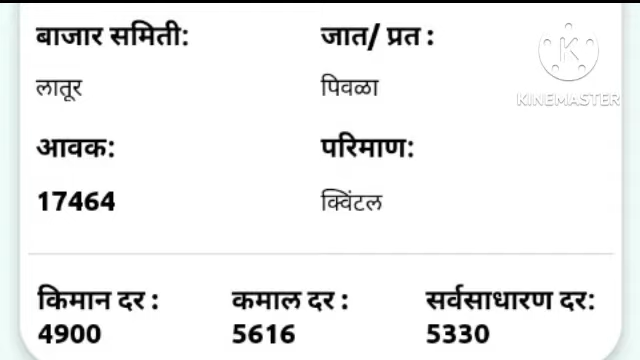 बाजार समिती: जात/ प्रत :
लातूर पिवळा
आवक: परिमाण:
17464 क्विंटल
किमान दर : कमाल दर : सर्वसाधारण दर:
4900 5616 5330
K
KINEMASTER